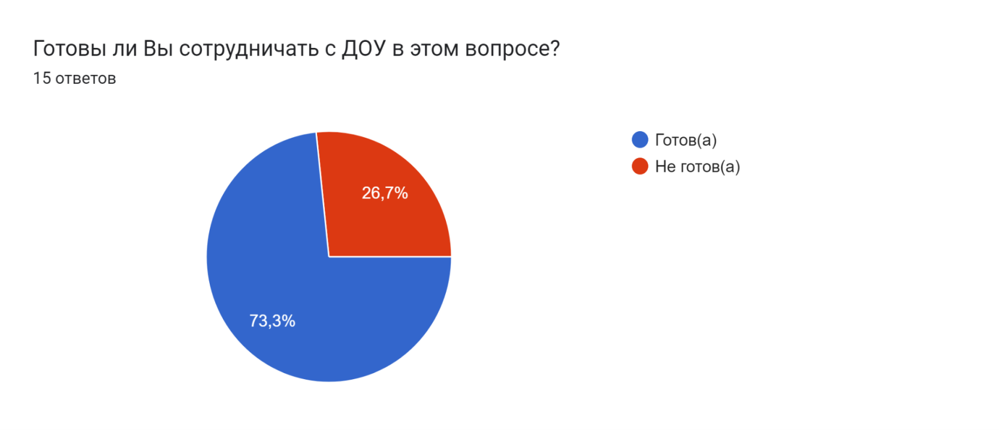 Готовы ли Вы сотрудничать с ДОУ в этом вопросе?
15 ответов
Готов(а)
Не готов(а)
26,7%
73,3%